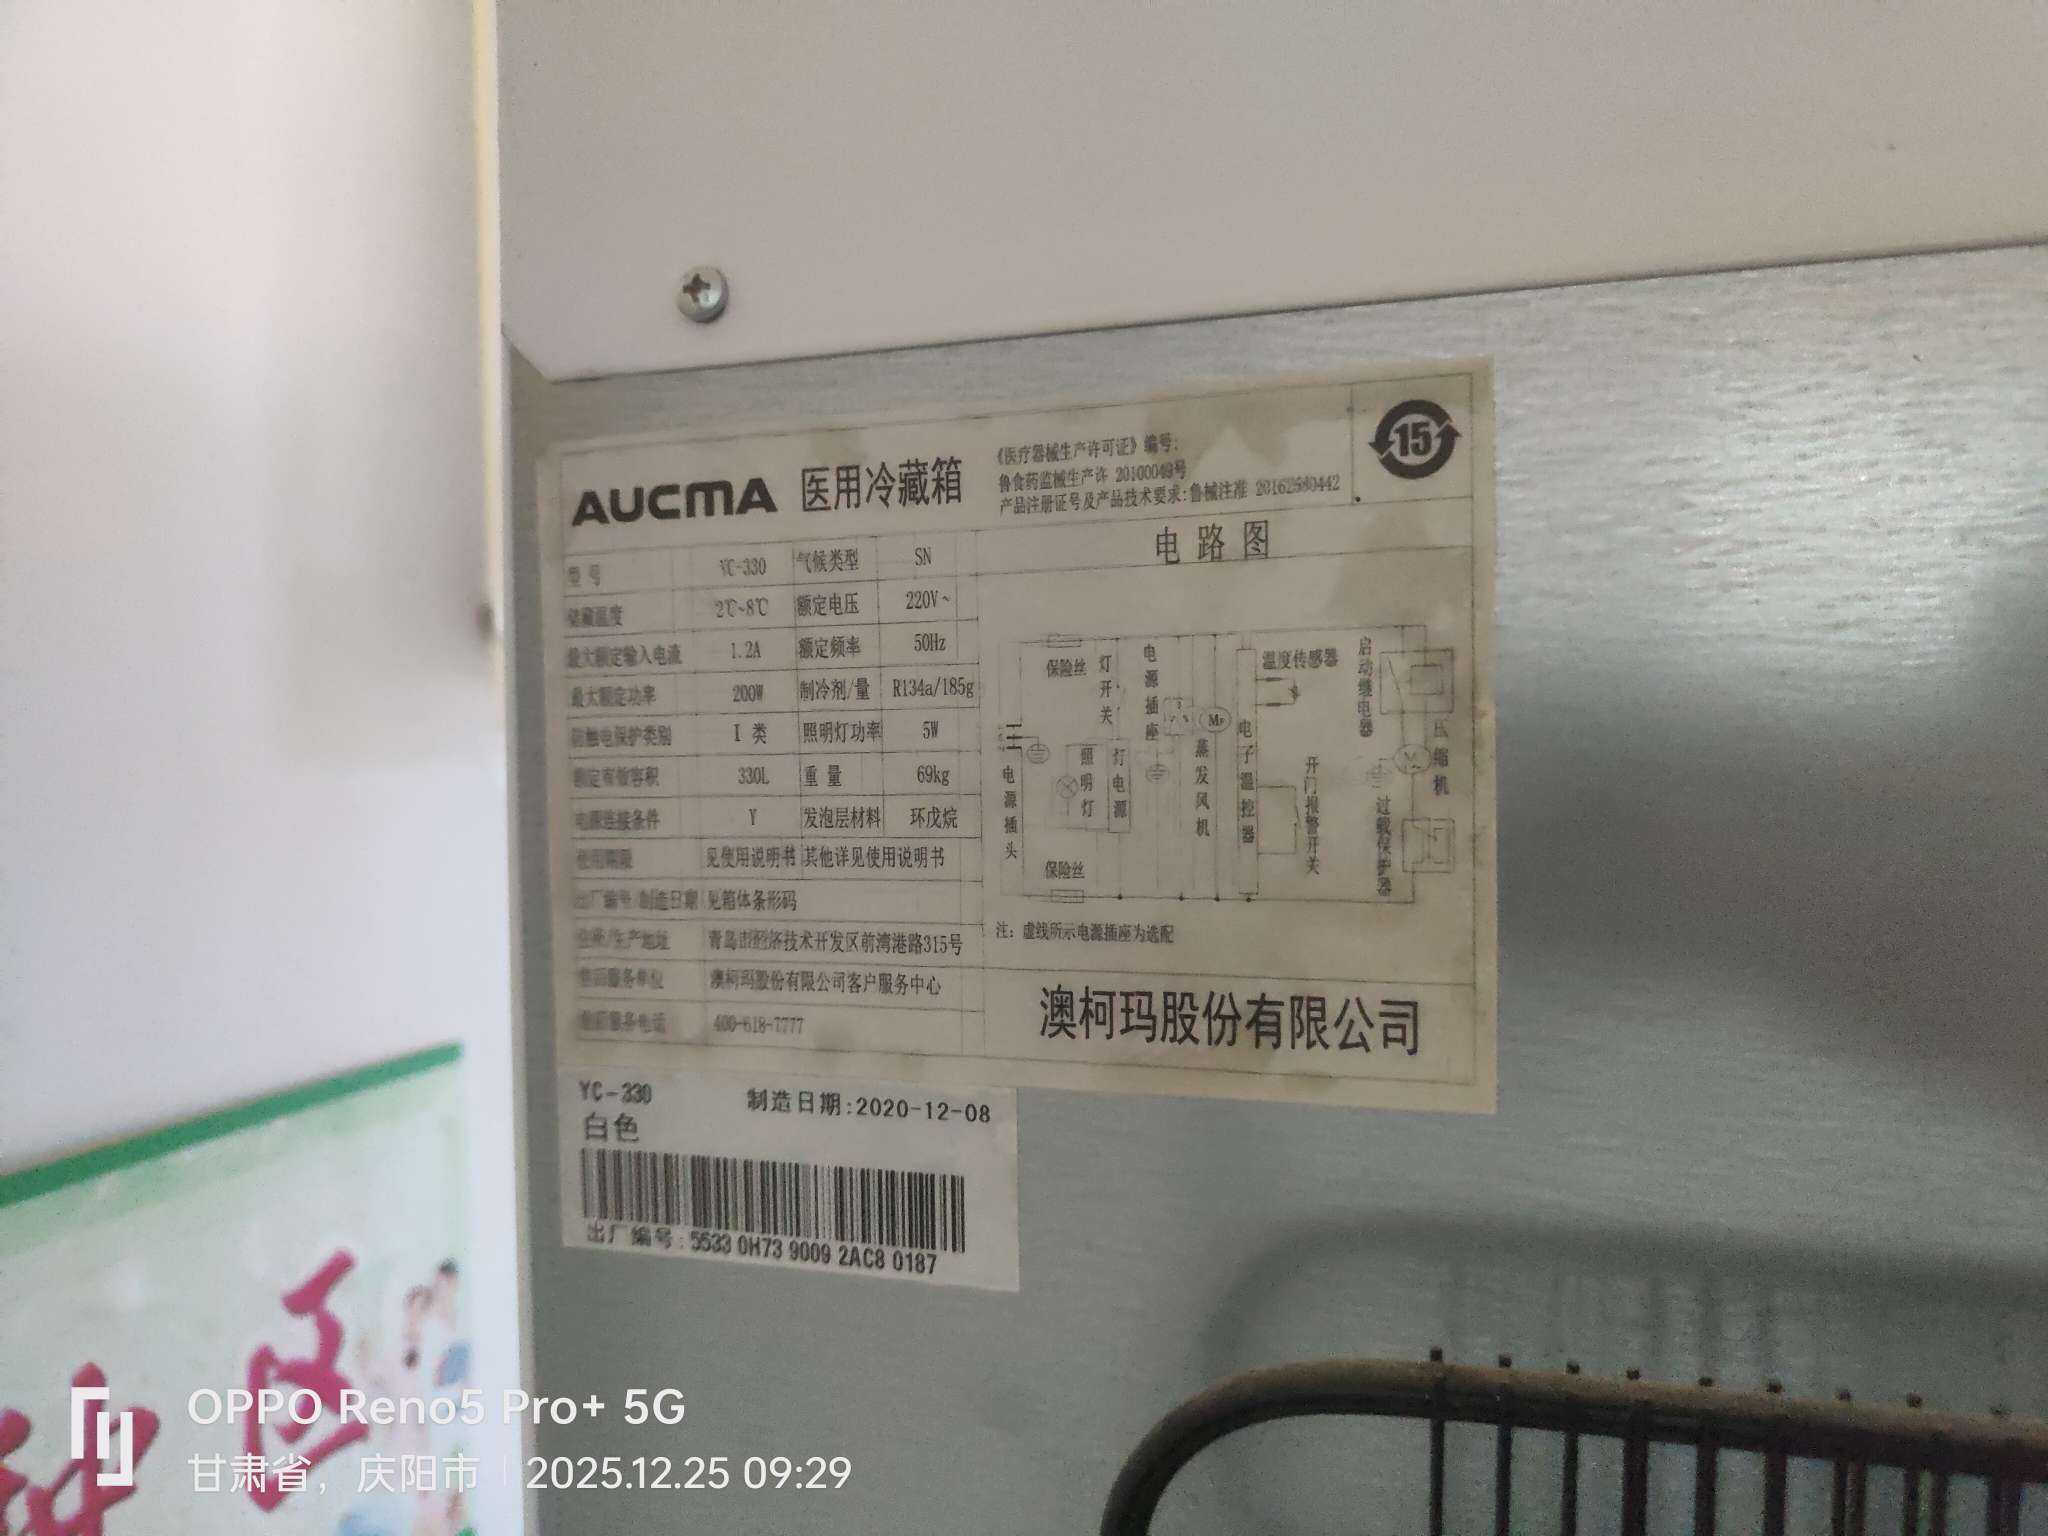 AUCMA 医用冷藏箱
《医疗器械生产许可证》编号:
鲁食药监械生产许 20100049号
产品注册证号及产品技术要求:鲁械注准 20162580442
15
型号 YC-330 气候类型 SN
储藏温度 2℃~8℃ 额定电压 220V~
最大额定输入电流 1.2A 额定频率 50Hz
最大额定功率 200W 制冷剂/量 R134a/185g
防触电保护类别 I 类 照明灯功率 5W
额定有效容积 330L 重量 69kg
电源连接条件 Y 发泡层材料 环戊烷
使用期限 见使用说明书 其他详见使用说明书
出厂编号/制造日期 见箱体条形码
住所/生产地址 青岛市经济技术开发区前湾港路315号
售后服务单位 澳柯玛股份有限公司客户服务中心
售后服务电话 400-618-7777
电路图
保险丝
灯开关
电源插座
温度传感器
启动继电器
压缩机
电源插头
照明灯
灯电源
蒸发风机
电子温控器
开门报警开关
过载保护器
保险丝
注: 虚线所示电源插座为选配
澳柯玛股份有限公司
YC-330 制造日期:2020-12-08
白色
出厂编号:5533 0H73 9009 2AC8 0187
OPPO Reno5 Pro+ 5G
甘肃省，庆阳市 | 2025.12.25 09:29